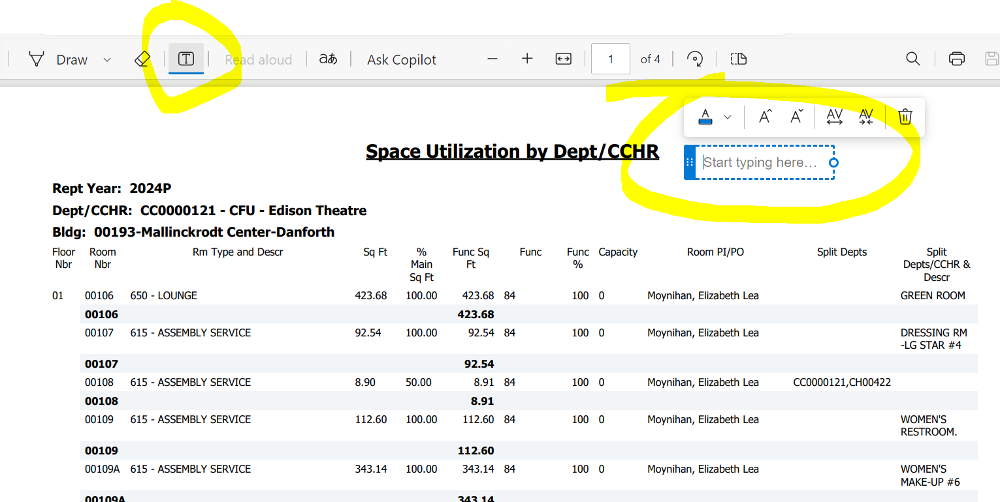 Draw Read aloud aあ Ask Copilot 1 of 4
A A A AV AV
Space Utilization by Dept/CCHR Start typing here...
Rept Year: 2024P
Dept/CCHR: CC0000121 - CFU - Edison Theatre
Bldg: 00193-Mallinckrodt Center-Danforth
Floor Room Rm Type and Descr Sq Ft % Func Sq Func Func Capacity Room PI/PO Split Depts Split
Nbr Nbr Main Ft % Depts/CCHR &
Sq Ft Descr
01 00106 650 - LOUNGE 423.68 100.00 423.68 84 100 0 Moynihan, Elizabeth Lea GREEN ROOM
00106 423.68
00107 615 - ASSEMBLY SERVICE 92.54 100.00 92.54 84 100 0 Moynihan, Elizabeth Lea DRESSING RM
-LG STAR #4
00107 92.54
00108 615 - ASSEMBLY SERVICE 8.90 50.00 8.91 84 100 0 Moynihan, Elizabeth Lea CC0000121,CH00422
00108 8.91
00109 615 - ASSEMBLY SERVICE 112.60 100.00 112.60 84 100 0 Moynihan, Elizabeth Lea WOMEN'S
RESTROOM.
00109 112.60
00109A 615 - ASSEMBLY SERVICE 343.14 100.00 343.14 84 100 0 Moynihan, Elizabeth Lea WOMEN'S
MAKE-UP #6
00109A 343.14